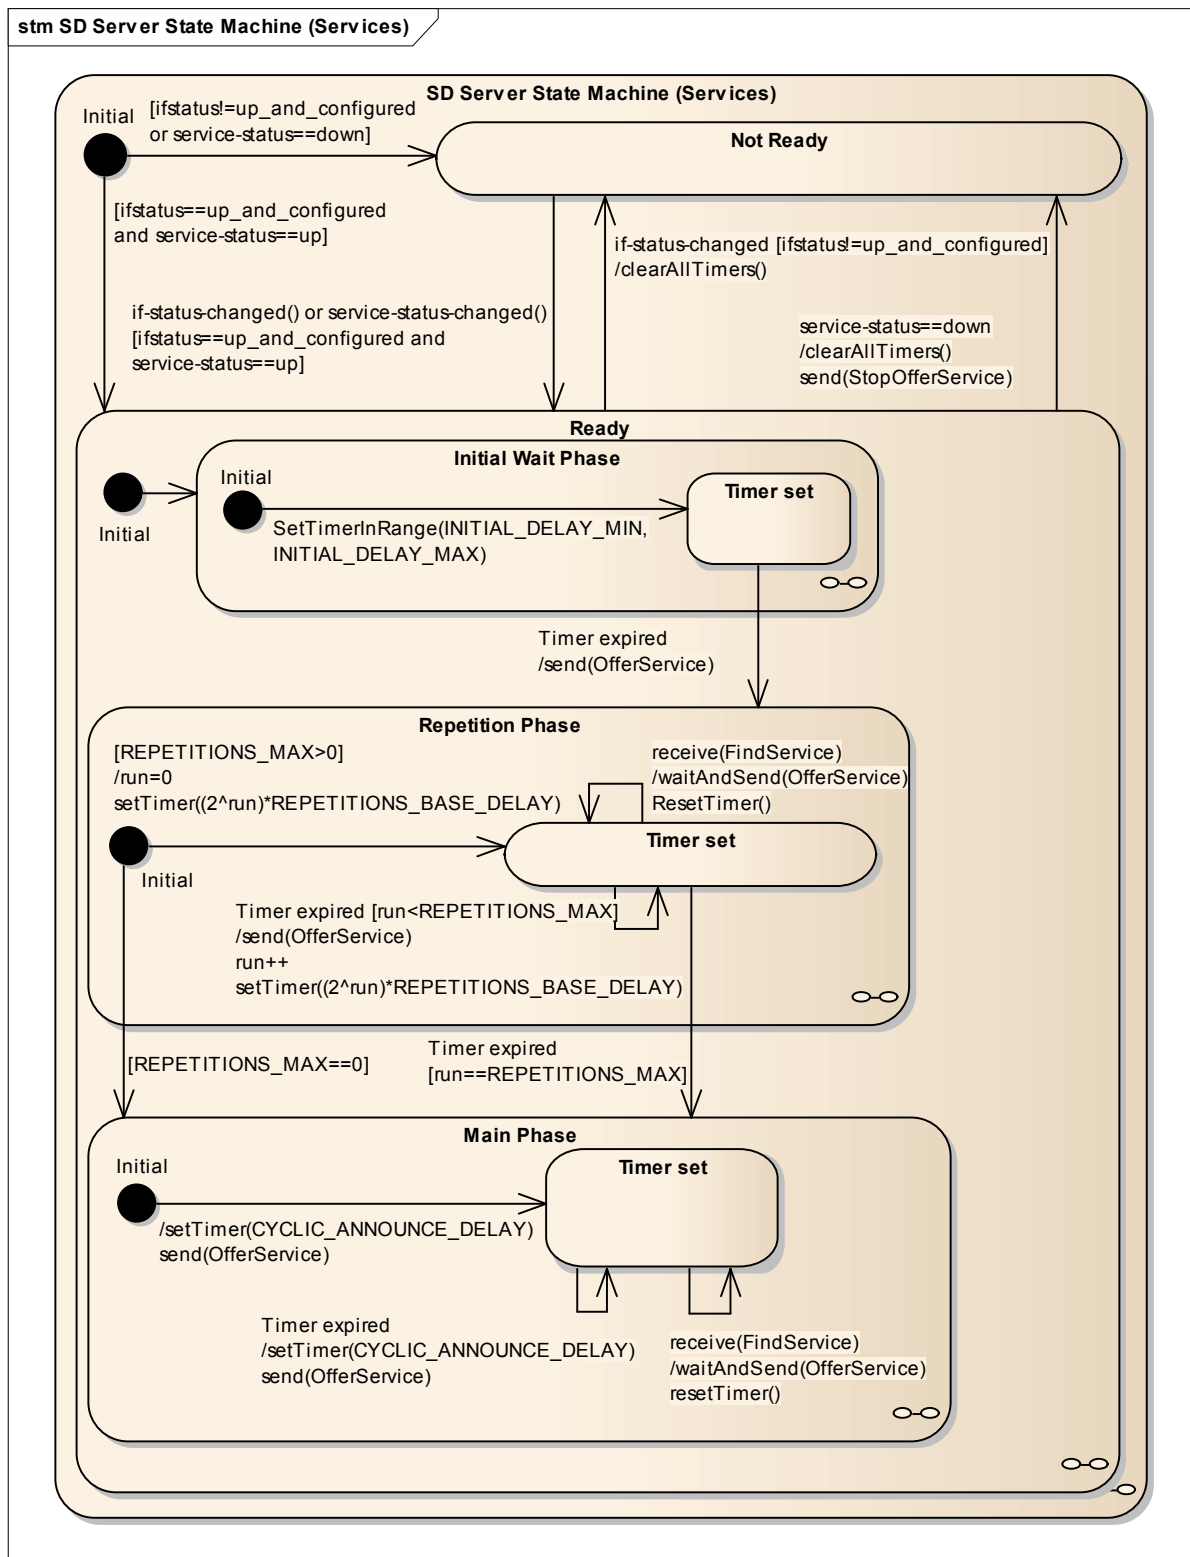 stm SD Server State Machine (Services)
SD Server State Machine (Services)
Initial
[ifstatus!=up_and_configured
or service-status==down]
Not Ready
[ifstatus==up_and_configured
and service-status==up]
if-status-changed [ifstatus!=up_and_configured]
/clearAllTimers()
if-status-changed() or service-status-changed()
[ifstatus==up_and_configured and
service-status==up]
service-status==down
/clearAllTimers()
send(StopOfferService)
Ready
Initial
Initial Wait Phase
Initial
Timer set
SetTimerInRange(INITIAL_DELAY_MIN,
INITIAL_DELAY_MAX)
Timer expired
/send(OfferService)
Repetition Phase
[REPETITIONS_MAX>0]
/run=0
setTimer((2^run)*REPETITIONS_BASE_DELAY)
receive(FindService)
/waitAndSend(OfferService)
ResetTimer()
Initial
Timer set
Timer expired [run<REPETITIONS_MAX]
/send(OfferService)
run++
setTimer((2^run)*REPETITIONS_BASE_DELAY)
[REPETITIONS_MAX==0]
Timer expired
[run==REPETITIONS_MAX]
Main Phase
Initial
Timer set
/setTimer(CYCLIC_ANNOUNCE_DELAY)
send(OfferService)
Timer expired
/setTimer(CYCLIC_ANNOUNCE_DELAY)
send(OfferService)
receive(FindService)
/waitAndSend(OfferService)
resetTimer()